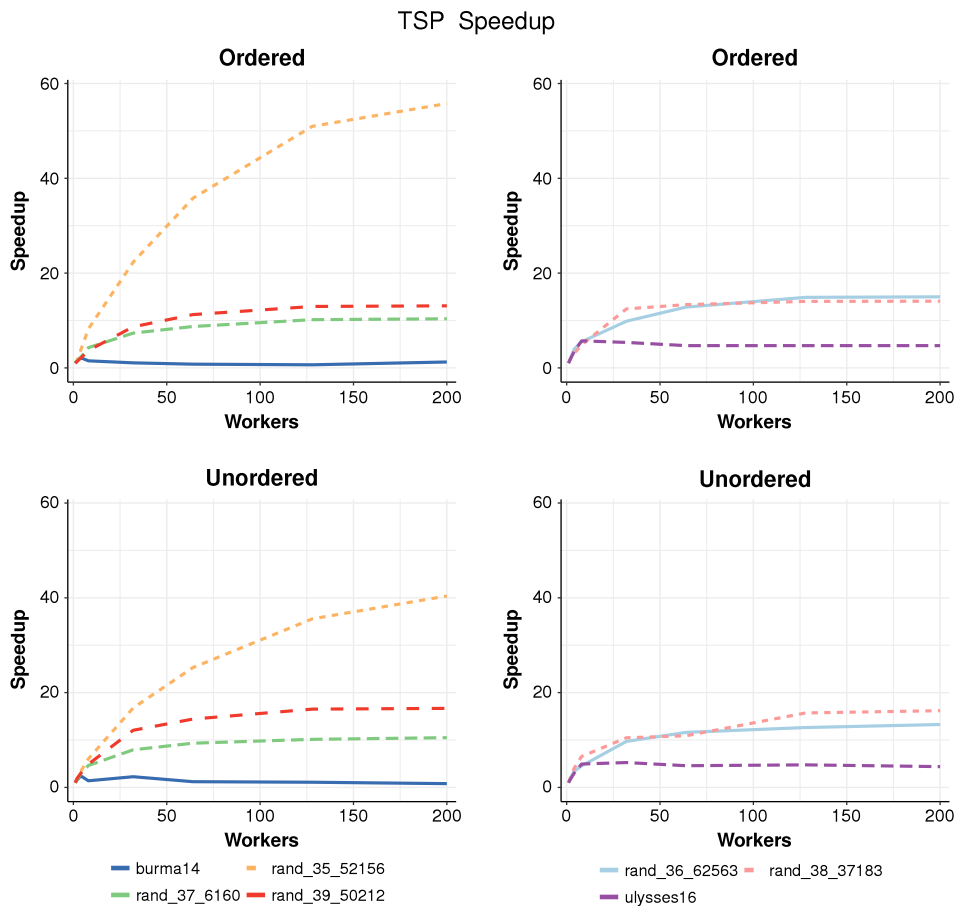 TSP Speedup
Ordered
Ordered
60
40
20
0
Speedup
0 50 100 150 200
Workers
60
40
20
0
Speedup
0 50 100 150 200
Workers
Unordered
Unordered
60
40
20
0
Speedup
0 50 100 150 200
Workers
60
40
20
0
Speedup
0 50 100 150 200
Workers
burma14 rand_35_52156
rand_37_6160 rand_39_50212
rand_36_62563 rand_38_37183
ulysses16